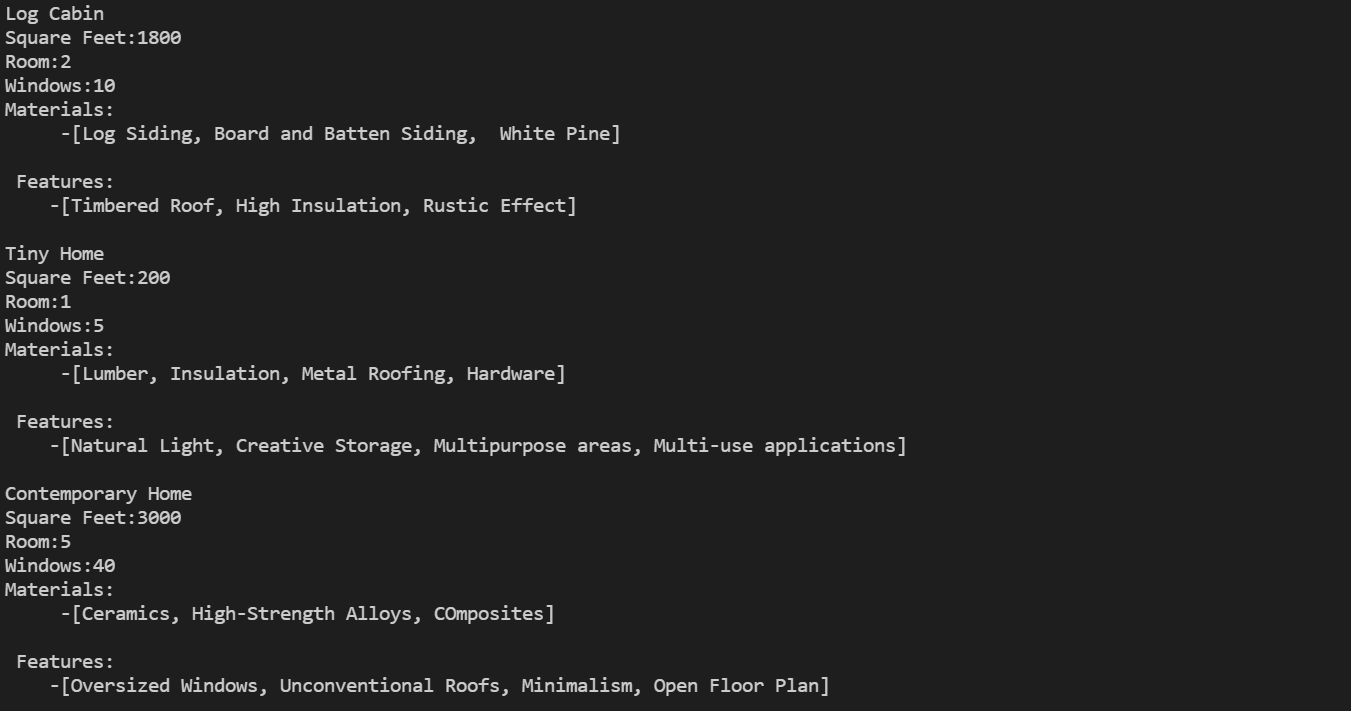 Log Cabin
Square Feet:1800
Room:2
Windows:10
Materials:
     -[Log Siding, Board and Batten Siding,  White Pine]
 Features:
    -[Timbered Roof, High Insulation, Rustic Effect]
Tiny Home
Square Feet:200
Room:1
Windows:5
Materials:
     -[Lumber, Insulation, Metal Roofing, Hardware]
 Features:
    -[Natural Light, Creative Storage, Multipurpose areas, Multi-use applications]
Contemporary Home
Square Feet:3000
Room:5
Windows:40
Materials:
     -[Ceramics, High-Strength Alloys, COmposites]
 Features:
    -[Oversized Windows, Unconventional Roofs, Minimalism, Open Floor Plan]